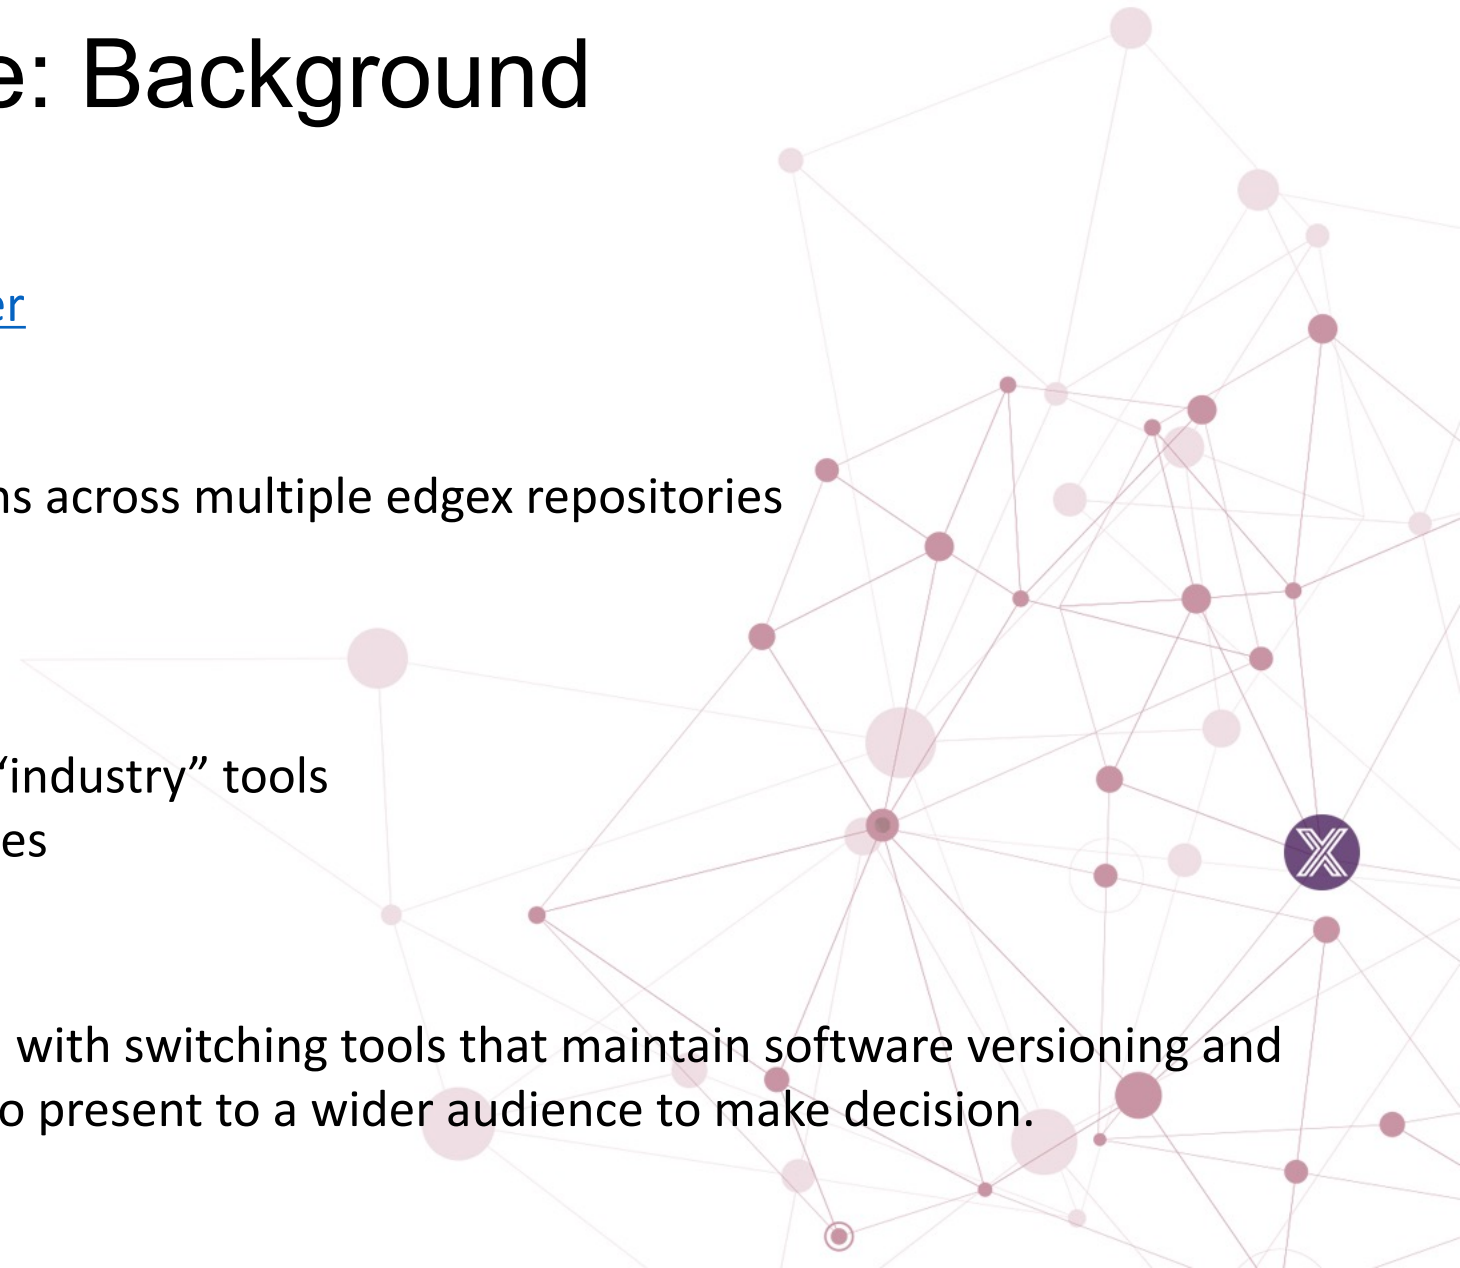 e: Background
er
ns across multiple edgex repositories
“industry” tools
es
with switching tools that maintain software versioning and
o present to a wider audience to make decision.